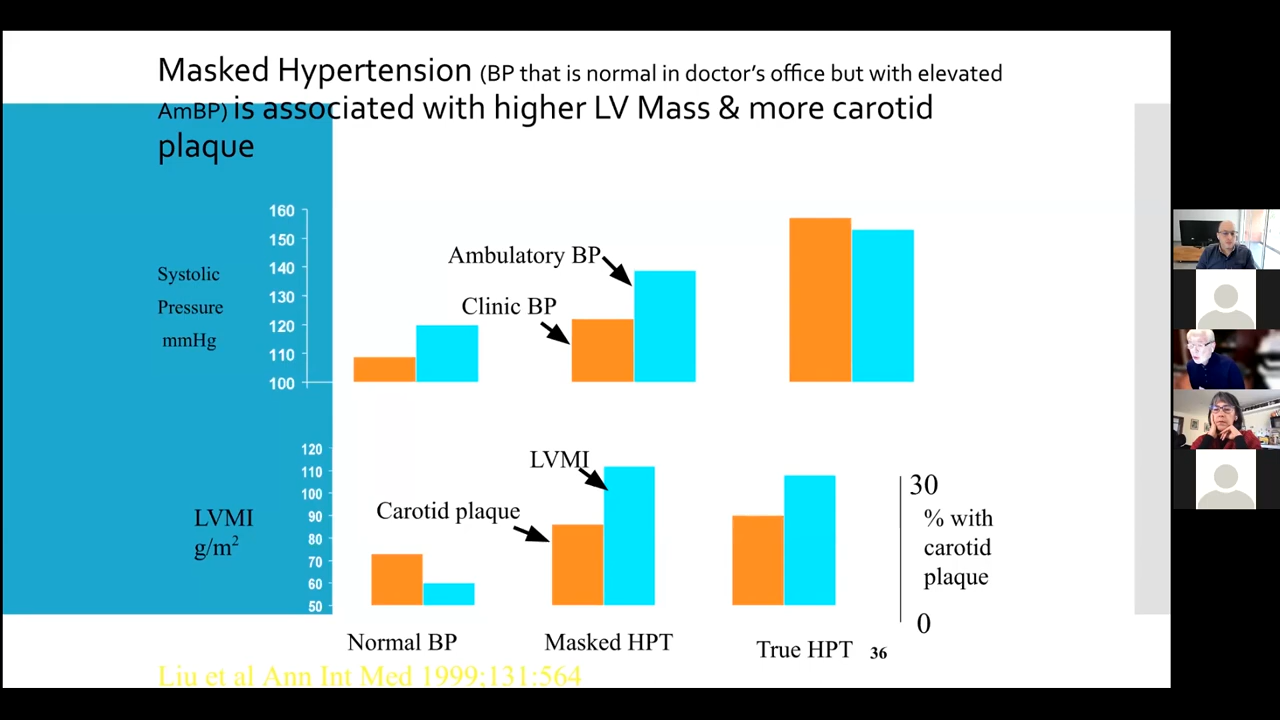 Masked Hypertension (BP that is normal in doctor's office but with elevated
AmBP) is associated with higher LV Mass & more carotid
plaque
160
150
140
130
120
110
100
Systolic
Pressure
mmHg
Ambulatory BP
Clinic BP
120
110
100
90
80
70
60
50
LVMI
g/m²
LVMI
Carotid plaque
30
% with
carotid
plaque
0
Normal BP
Masked HPT
True HPT
36
Liu et al Ann Int Med 1999;131:564